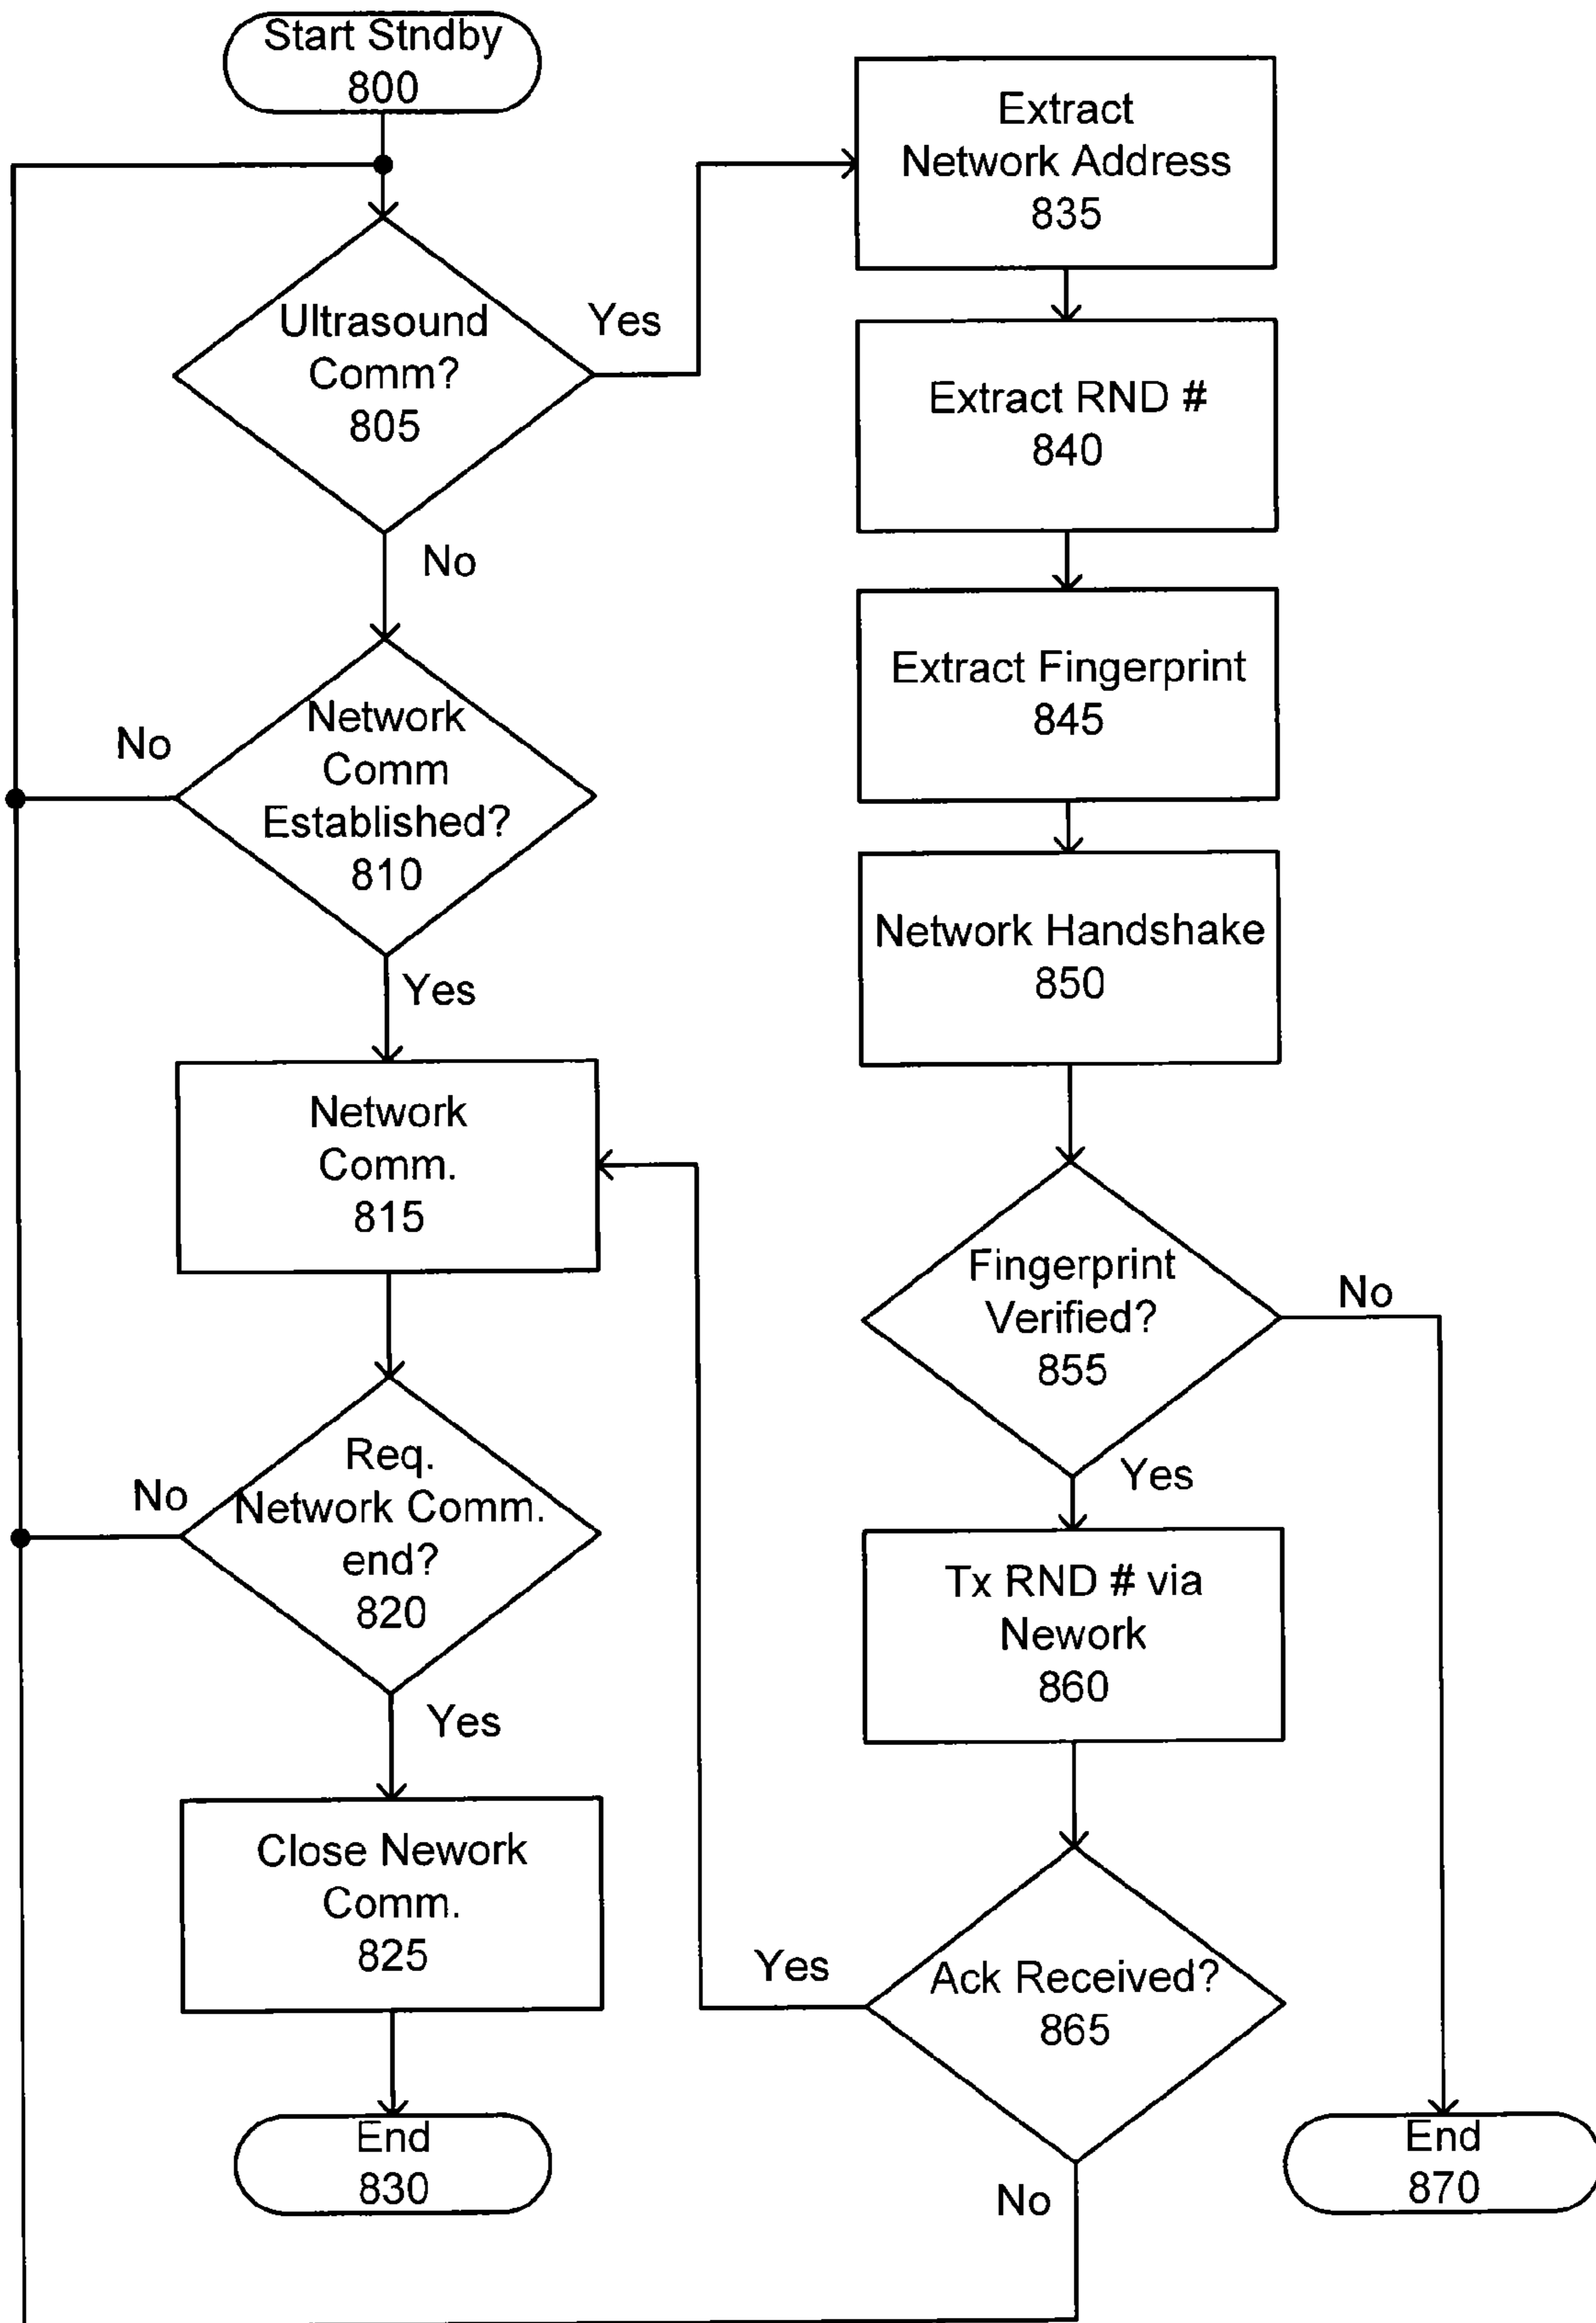 Start Stndby
800
Ultrasound
Comm?
805
Yes
No
Network
Comm
Established?
810
No
Yes
Network
Comm.
815
Req.
Network Comm.
end?
820
No
Yes
Close Nework
Comm.
825
End
830
Extract
Network Address
835
Extract RND #
840
Extract Fingerprint
845
Network Handshake
850
Fingerprint
Verified?
855
No
Yes
Tx RND # via
Nework
860
Ack Received?
865
Yes
No
End
870